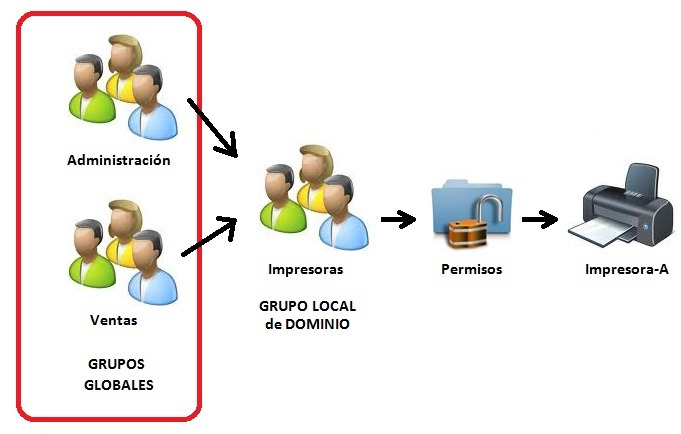 Administración
Ventas
GRUPOS
GLOBALES
Impresoras
GRUPO LOCAL
de DOMINIO
Permisos
Impresora-A